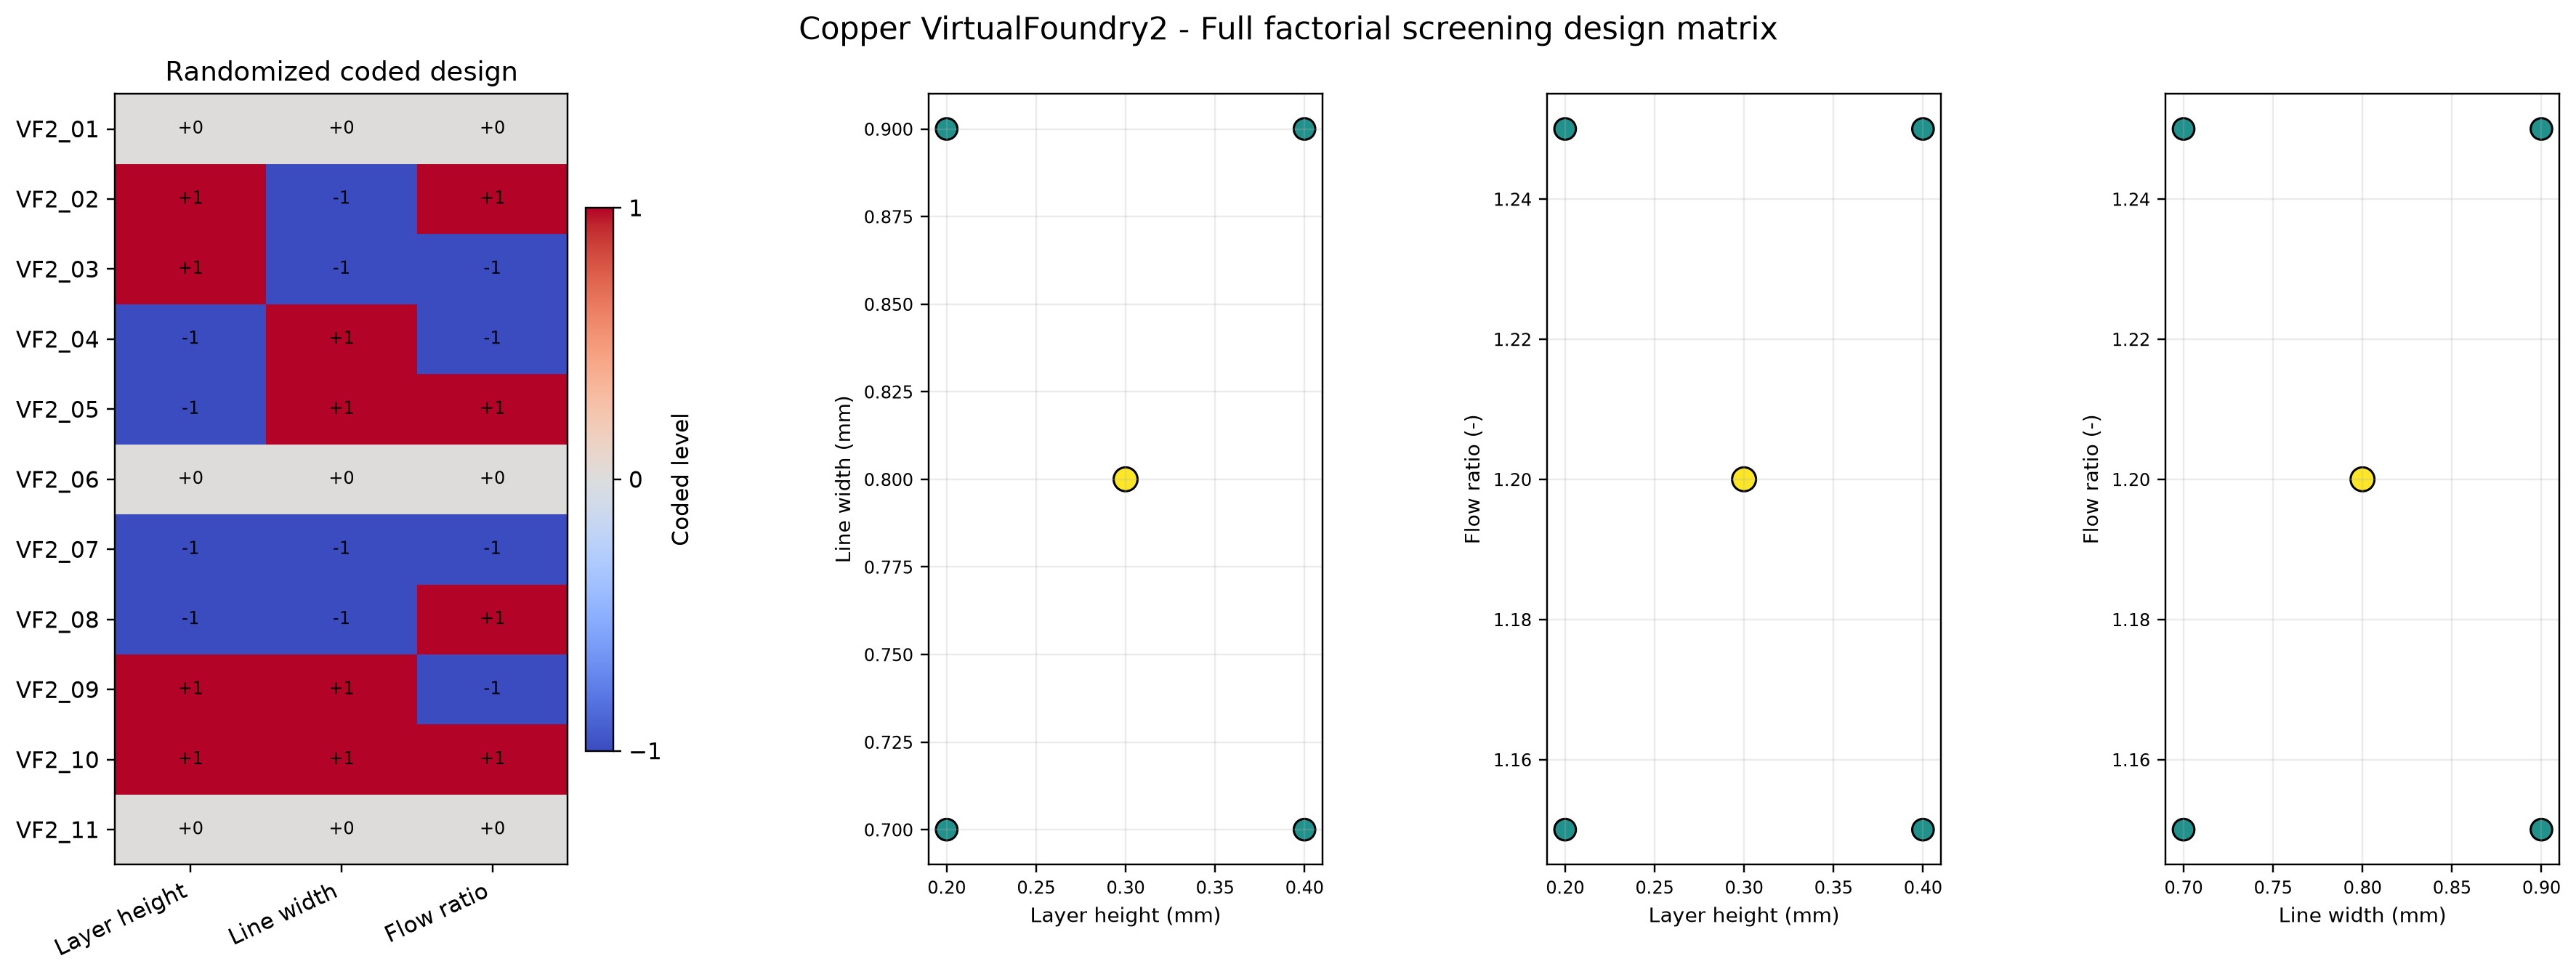 Copper VirtualFoundry2 - Full factorial screening design matrix
Randomized coded design
VF2_01 +0 +0 +0
VF2_02 +1 -1 +1
VF2_03 +1 -1 -1
VF2_04 -1 +1 -1
VF2_05 -1 +1 +1
VF2_06 +0 +0 +0
VF2_07 -1 -1 -1
VF2_08 -1 -1 +1
VF2_09 +1 +1 -1
VF2_10 +1 +1 +1
VF2_11 +0 +0 +0
Layer height
Line width
Flow ratio
1
0
−1
Coded level
0.900
0.875
0.850
0.825
0.800
0.775
0.750
0.725
0.700
Line width (mm)
0.20 0.25 0.30 0.35 0.40
Layer height (mm)
1.24
1.22
1.20
1.18
1.16
Flow ratio (-)
0.20 0.25 0.30 0.35 0.40
Layer height (mm)
1.24
1.22
1.20
1.18
1.16
Flow ratio (-)
0.70 0.75 0.80 0.85 0.90
Line width (mm)